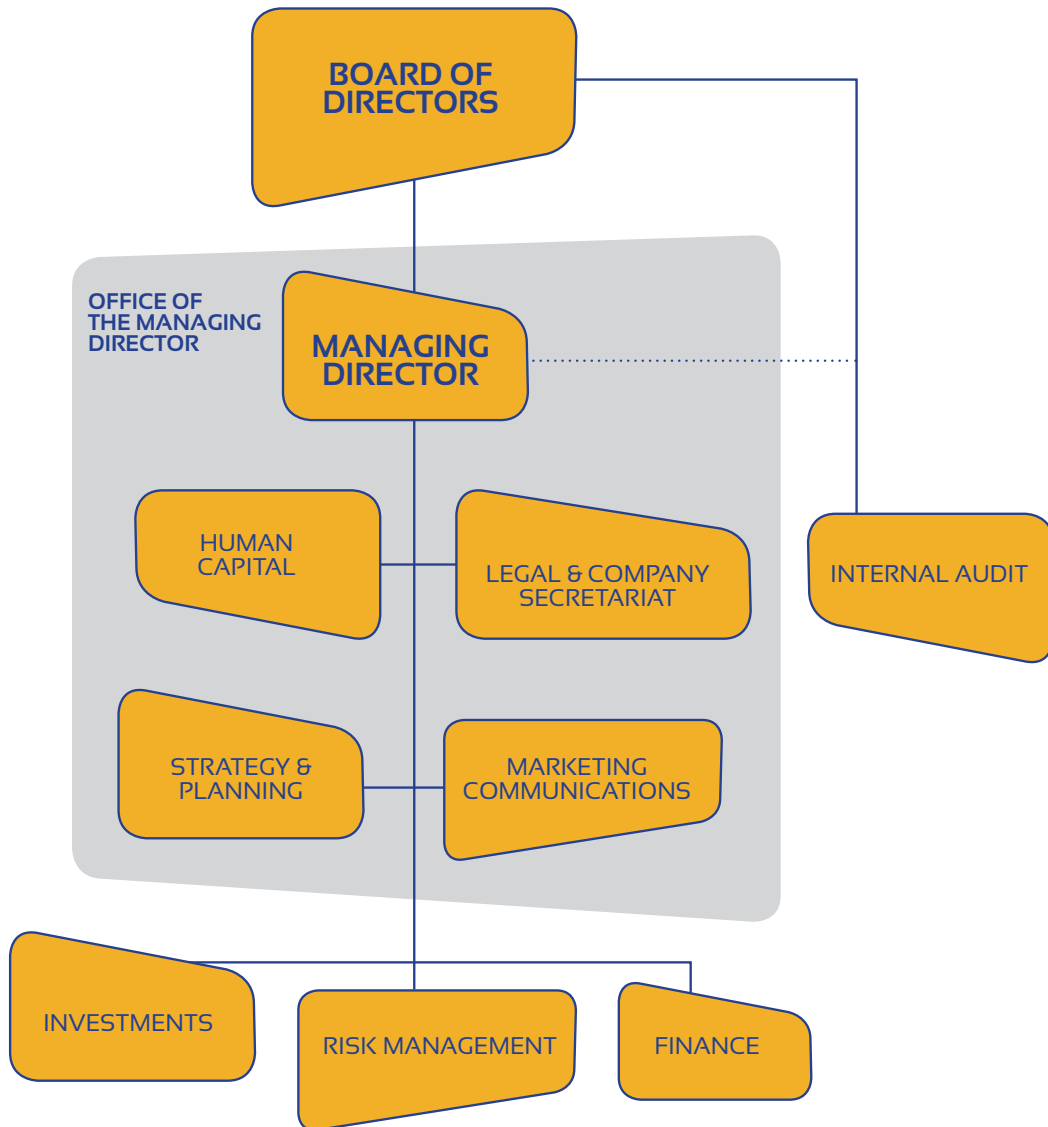 BOARD OF
DIRECTORS
OFFICE OF
THE MANAGING
DIRECTOR
MANAGING
DIRECTOR
HUMAN
CAPITAL
LEGAL & COMPANY
SECRETARIAT
INTERNAL AUDIT
STRATEGY &
PLANNING
MARKETING
COMMUNICATIONS
INVESTMENTS
RISK MANAGEMENT
FINANCE